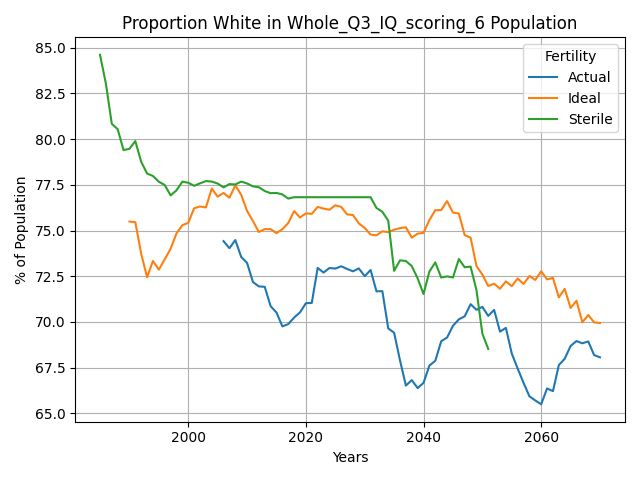 Proportion White in Whole_Q3_IQ_scoring_6 Population
% of Population
85.0
82.5
80.0
77.5
75.0
72.5
70.0
67.5
65.0
Fertility
Actual
Ideal
Sterile
2000
2020
2040
2060
Years